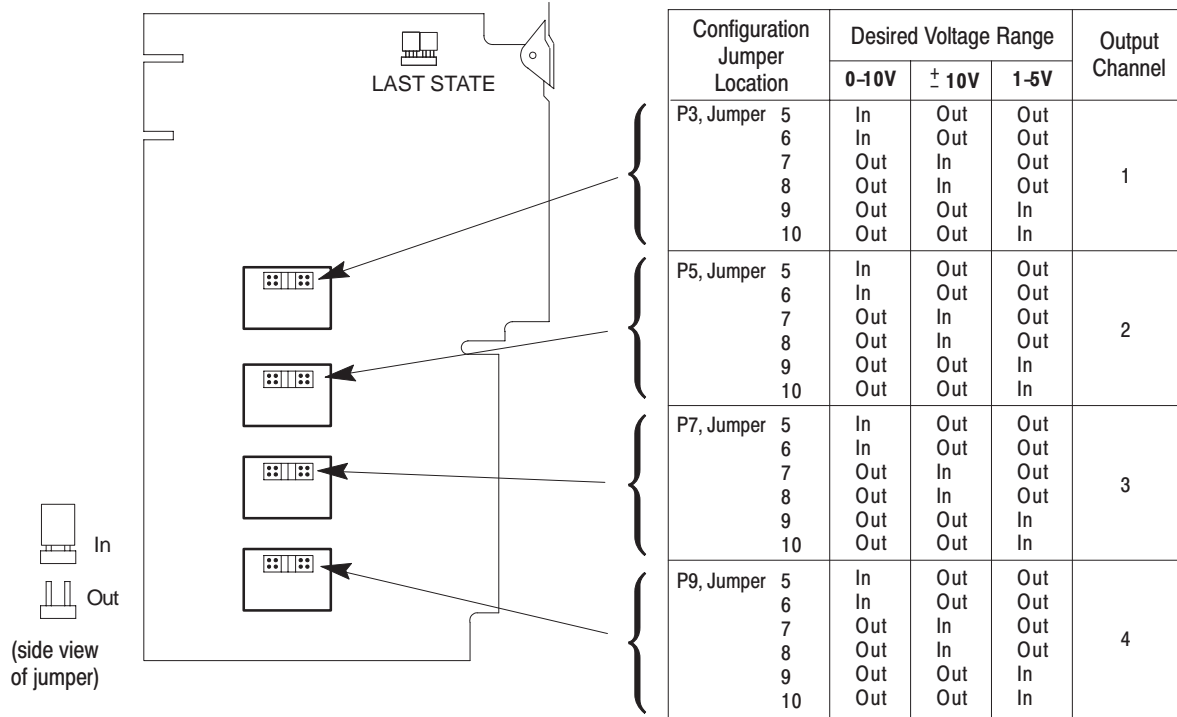 LAST STATE
In
Out
(side view
of jumper)
Configuration
Jumper
Location
Desired Voltage Range
Output
Channel
0-10V
± 10V
1-5V
P3, Jumper 5 In Out Out
6 In Out Out
7 Out In Out
8 Out In Out
9 Out Out In
10 Out Out In
1
P5, Jumper 5 In Out Out
6 In Out Out
7 Out In Out
8 Out In Out
9 Out Out In
10 Out Out In
2
P7, Jumper 5 In Out Out
6 In Out Out
7 Out In Out
8 Out In Out
9 Out Out In
10 Out Out In
3
P9, Jumper 5 In Out Out
6 In Out Out
7 Out In Out
8 Out In Out
9 Out Out In
10 Out Out In
4